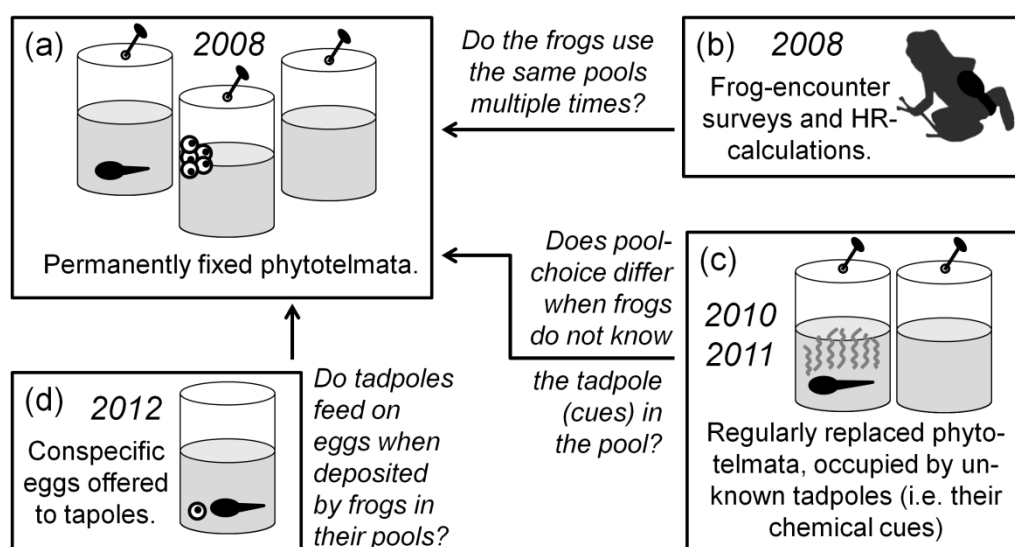 (a)
2008
Permanently fixed phytotelmata.
Do the frogs use
the same pools
multiple times?
(b)
2008
Frog-encounter
surveys and HR-
calculations.
Does pool-
choice differ
when frogs
do not know
the tadpole
(cues) in
the pool?
(c)
2010
2011
Regularly replaced phyto-
telmata, occupied by un-
known tadpoles (i.e. their
chemical cues)
(d)
2012
Conspecific
eggs offered
to tapoles.
Do tadpoles
feed on
eggs when
deposited
by frogs in
their pools?